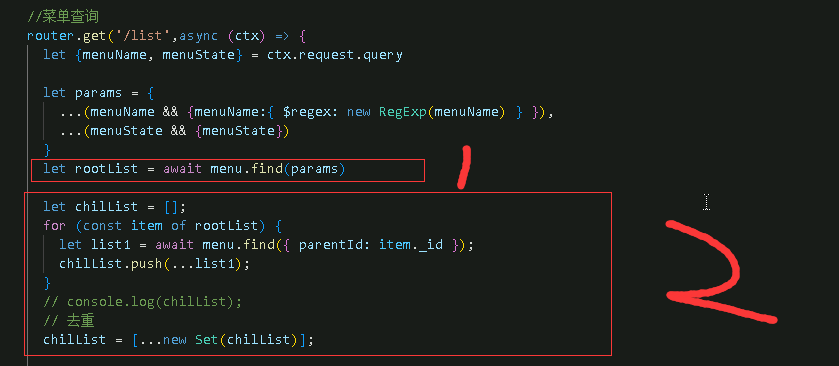 //菜单查询
router.get('/list',async (ctx) => {
let {menuName, menuState} = ctx.request.query
let params = {
...(menuName && {menuName:{ $regex: new RegExp(menuName) } }),
...(menuState && {menuState})
}
let rootList = await menu.find(params)
1
let chilList = [];
for (const item of rootList) {
let list1 = await menu.find({ parentId: item._id });
chilList.push(...list1);
}
// console.log(chilList);
// 去重
chilList = [...new Set(chilList)];
2